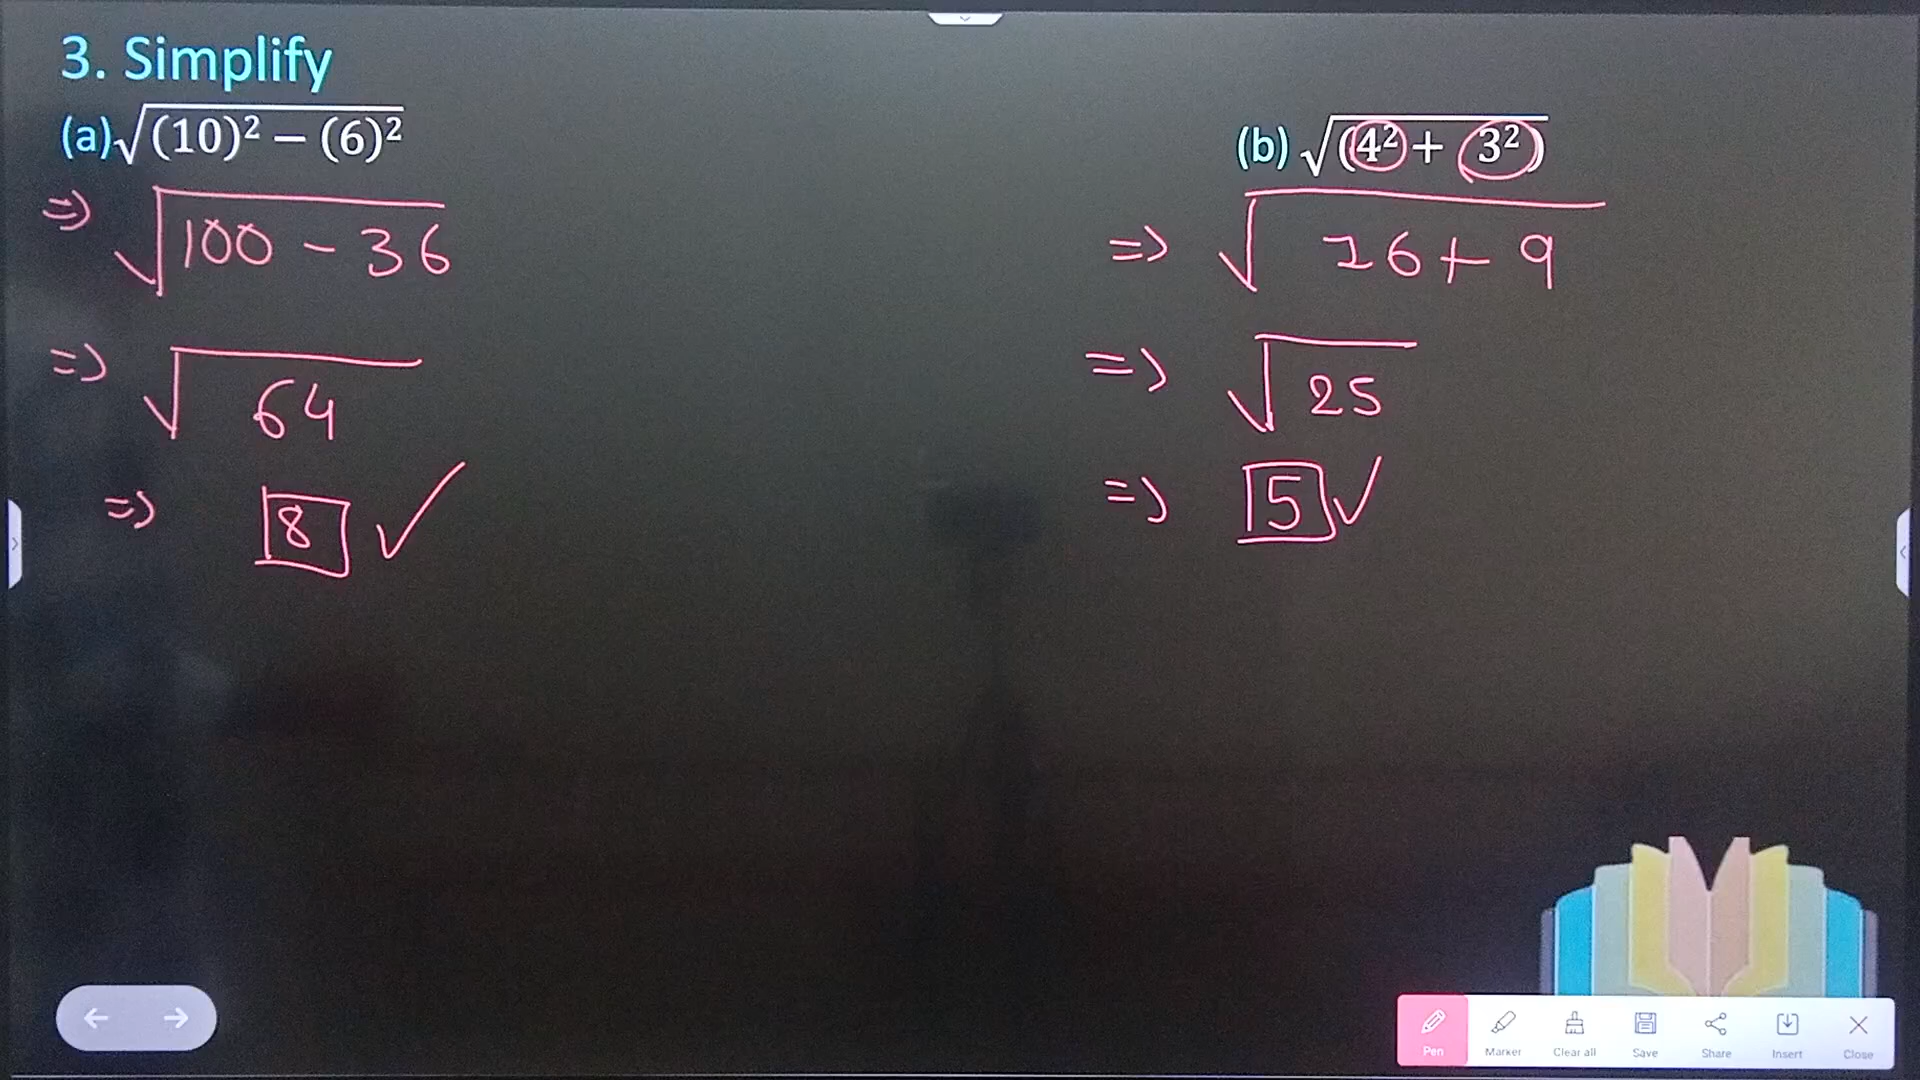 3. Simplify
(a) √((10)² − (6)²)
⇒ √(100 − 36)
⇒ √64
⇒ 8 ✓
(b) √((4² + 3²))
⇒ √(16 + 9)
⇒ √25
⇒ 5 ✓
← →
Pen Marker Clear all Save Share Insert Close